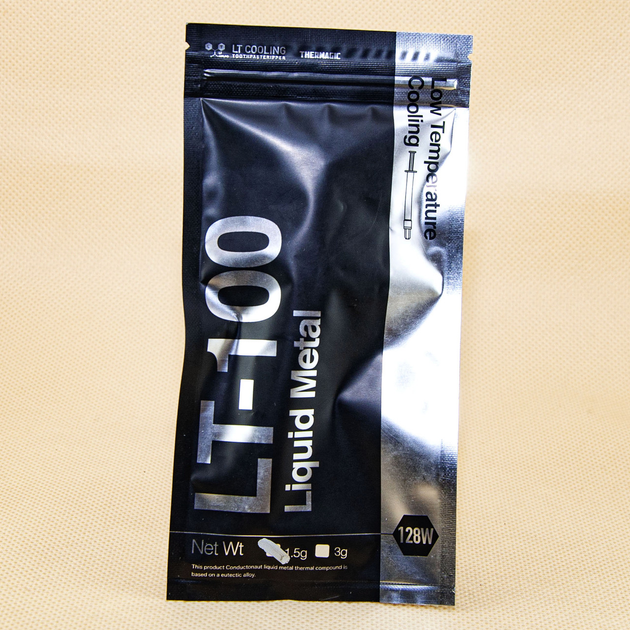 LT COOLING
TOOTHPASTERIPPER
THERMAGIC
Low Temperature
Cooling
LT-100
Liquid Metal
Net Wt 1.5g 3g
128W
This product Conductonaut liquid metal thermal compound is
based on a eutectic alloy.